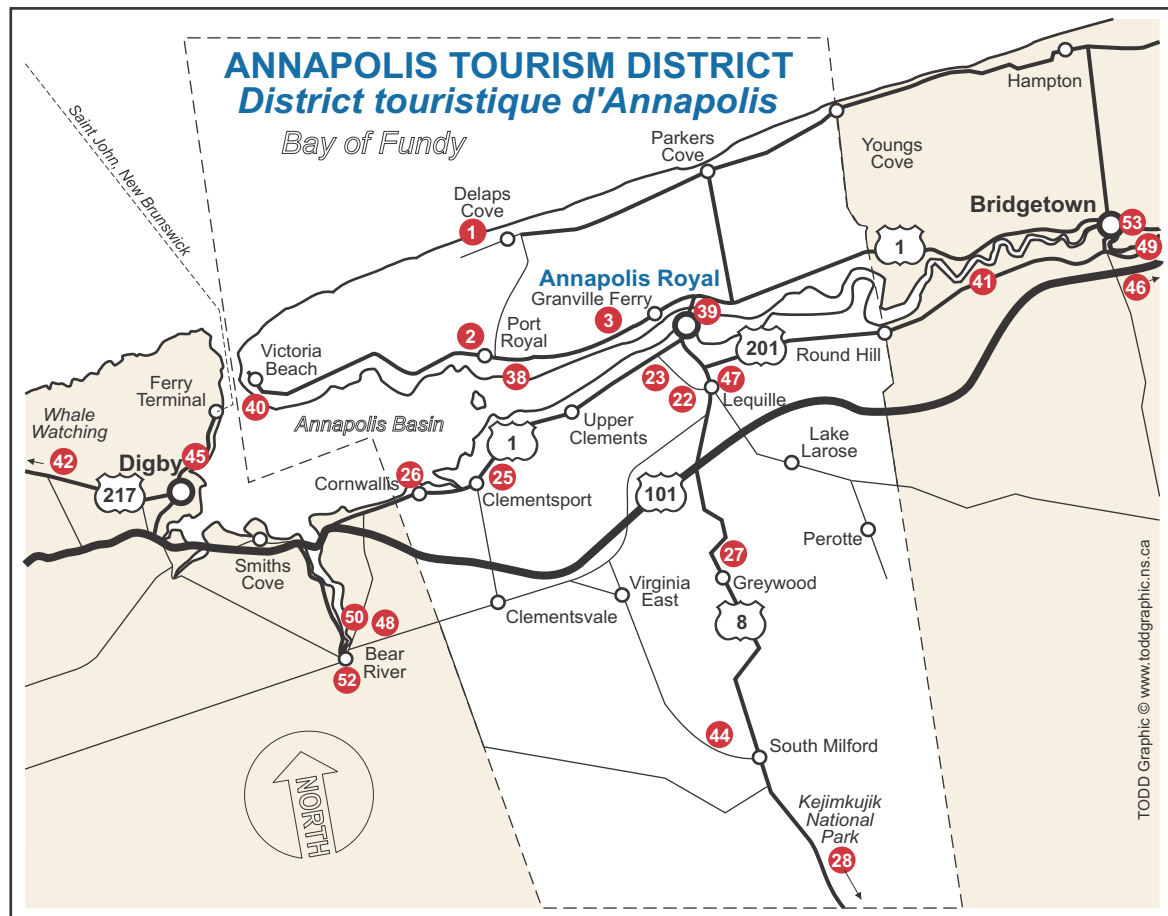 ANNAPOLIS TOURISM DISTRICT
District touristique d'Annapolis
Bay of Fundy
Saint John, New Brunswick
Hampton
Parkers
Cove
Youngs
Cove
Delaps
Cove
1
Bridgetown
53
49
46
41
1
Annapolis Royal
Granville Ferry
39
3
2
Port
Royal
201
Round Hill
38
Victoria
Beach
40
Ferry
Terminal
23
22
47
Lequille
Whale
Watching
42
Annapolis Basin
Upper
Clements
1
Lake
Larose
Digby
45
217
26
Cornwallis
25
Clementsport
101
Perotte
Smiths
Cove
27
Greywood
Virginia
East
Clementsvale
8
50
48
Bear
River
52
44
South Milford
NORTH
Kejimkujik
National
Park
28
TODD Graphic © www.toddgraphic.ns.ca